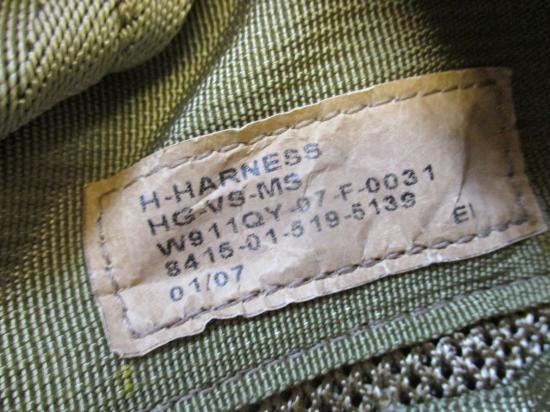 H-HARNESS
HG-VS-MS
W911QY-07-F-0031
8415-01-519-5139
01/07 EI